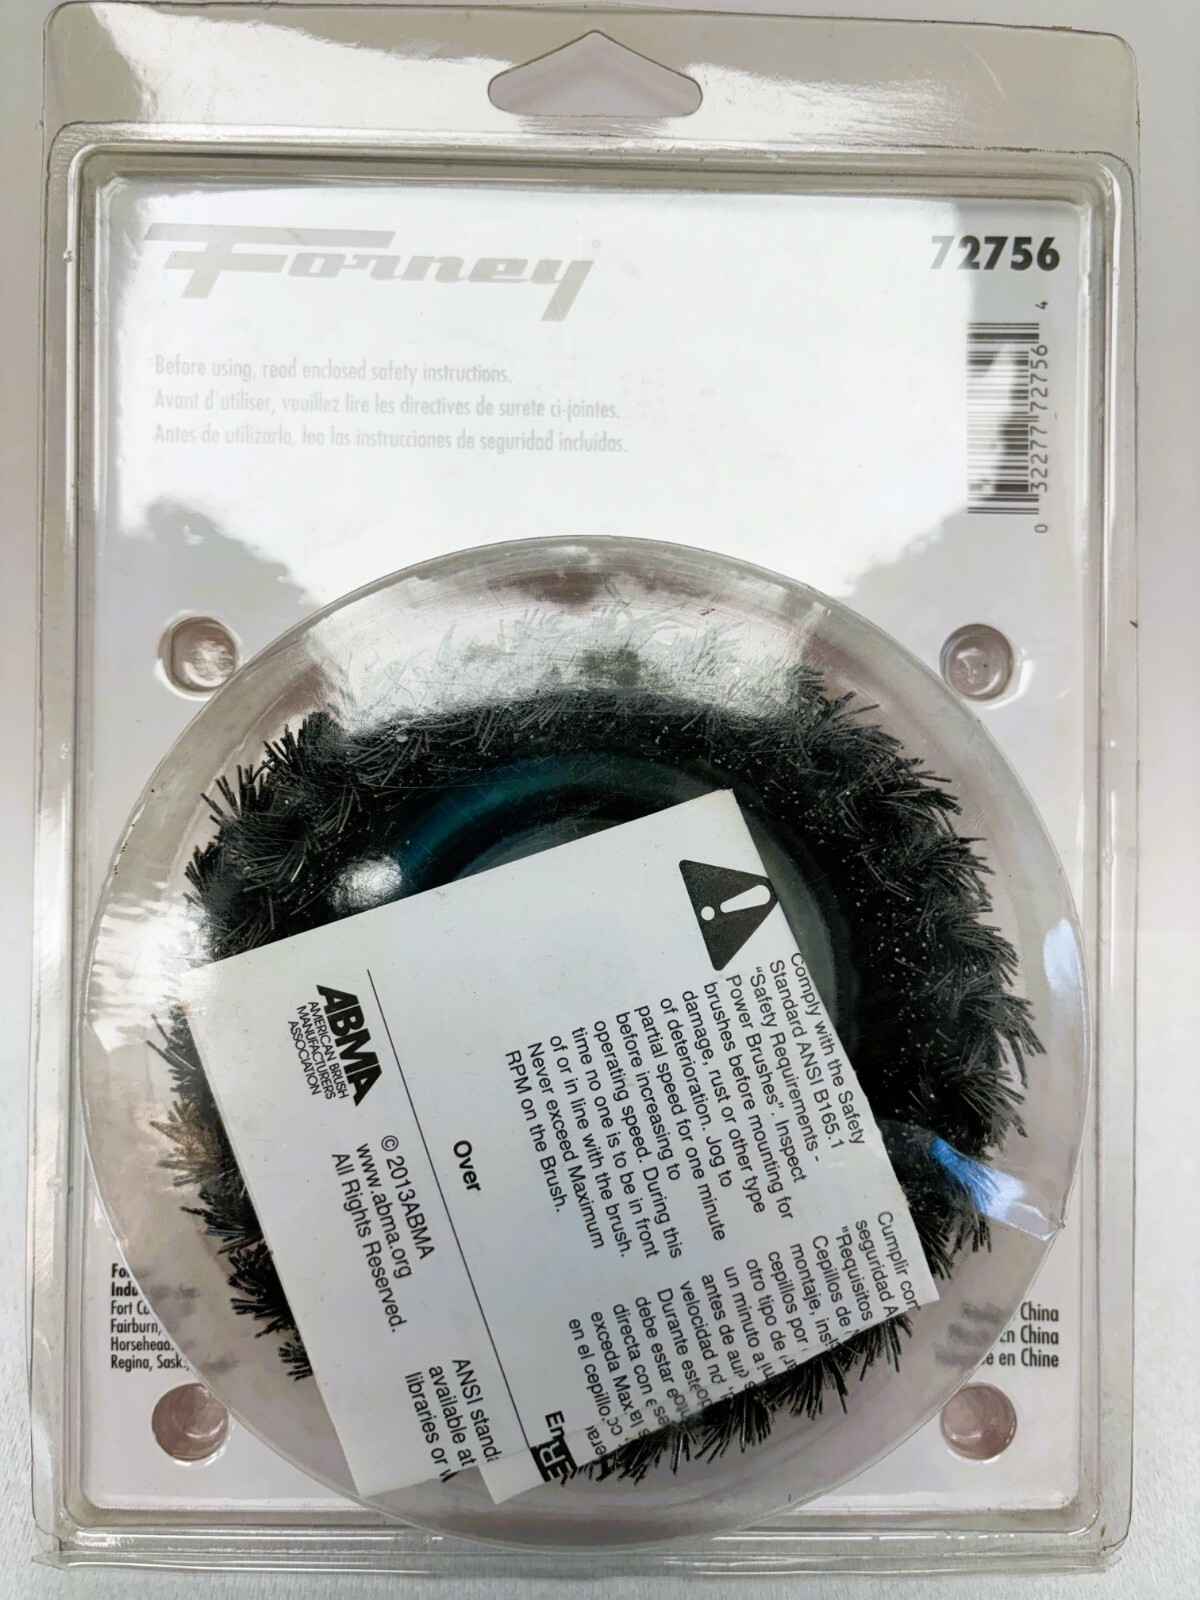 Forney
72756
0 32277 72756 4
Before using, read enclosed safety instructions.
Avant d'utiliser, veuillez lire les directives de surete ci-jointes.
Antes de utilizarlo, lea las instrucciones de seguridad incluidas.
Comply with the Safety
Standard ANSI B165.1
"Safety Requirements -
Power Brushes". Inspect
brushes before mounting for
damage, rust or other type
of deterioration. Jog to
partial speed for one minute
before increasing to
operating speed. During this
time no one is to be in front
of or in line with the brush.
Never exceed Maximum
RPM on the Brush.
Cumplir con
seguridad A
"Requisitos
Cepillos de
montaje,
cepillos por
otro tipo de
un minuto a
antes de
velocidad
Durante
debe estar
directa con
exceda Max.
en el cepillo.
Over
ABMA
AMERICAN BRUSH
MANUFACTURERS
ASSOCIATION
© 2013ABMA
www.abma.org
All Rights Reserved.
ANSI
available at
libraries or
Fort
Fairburn,
Regina, Sask.
China
en China
en Chine